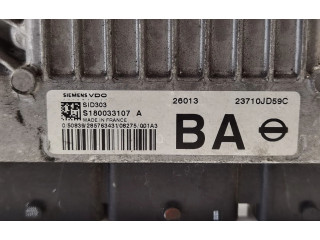 SIEMENS VDO
SID303
S180033107 A
MADE IN FRANCE
26013
23710JD59C
BA